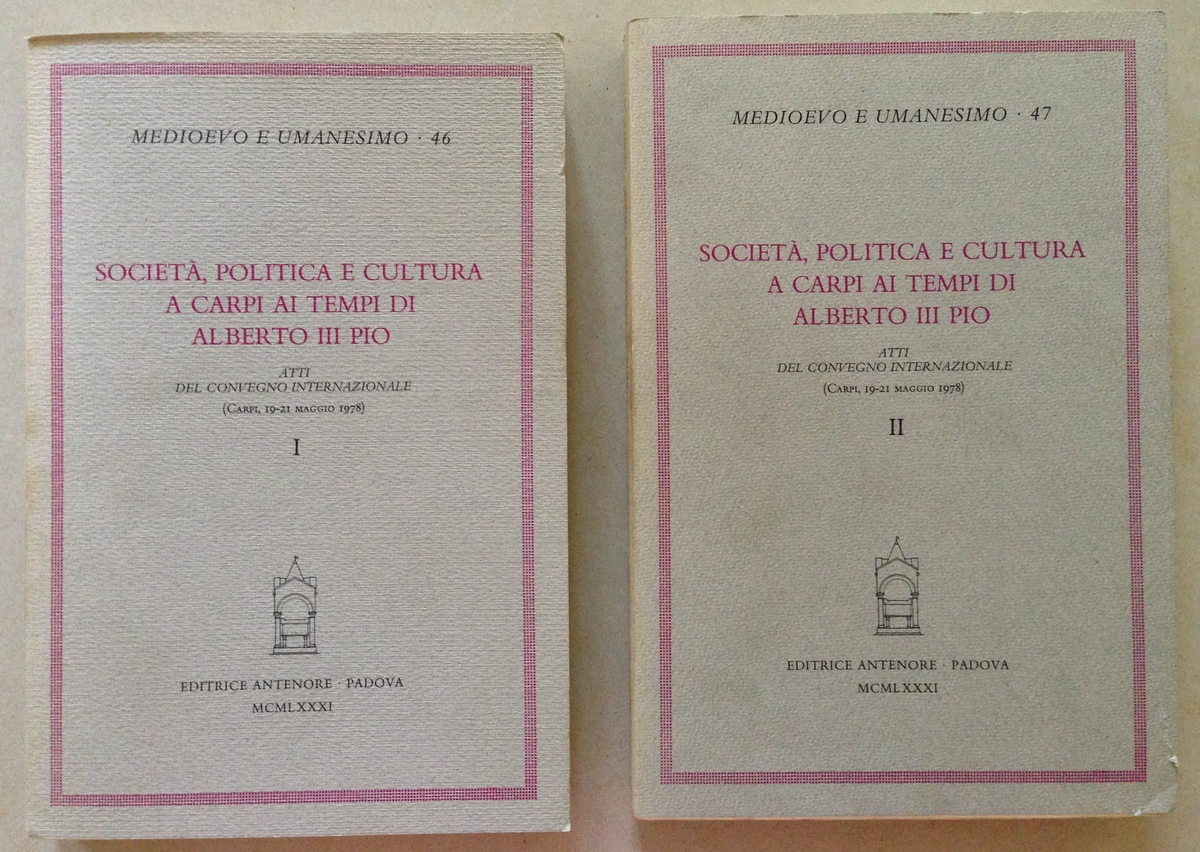 MEDIOEVO E UMANESIMO · 46
SOCIETÀ, POLITICA E CULTURA
A CARPI AI TEMPI DI
ALBERTO III PIO
ATTI
DEL CONVEGNO INTERNAZIONALE
(CARPI, 19-21 MAGGIO 1978)
I
EDITRICE ANTENORE · PADOVA
MCMLXXXI
MEDIOEVO E UMANESIMO · 47
SOCIETÀ, POLITICA E CULTURA
A CARPI AI TEMPI DI
ALBERTO III PIO
ATTI
DEL CONVEGNO INTERNAZIONALE
(CARPI, 19-21 MAGGIO 1978)
II
EDITRICE ANTENORE · PADOVA
MCMLXXXI